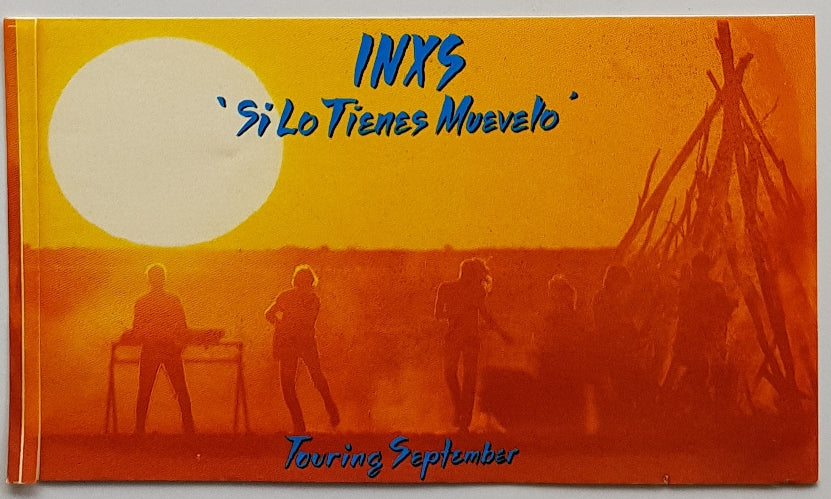 INXS
'Si Lo Tienes Muevelo'
Touring September